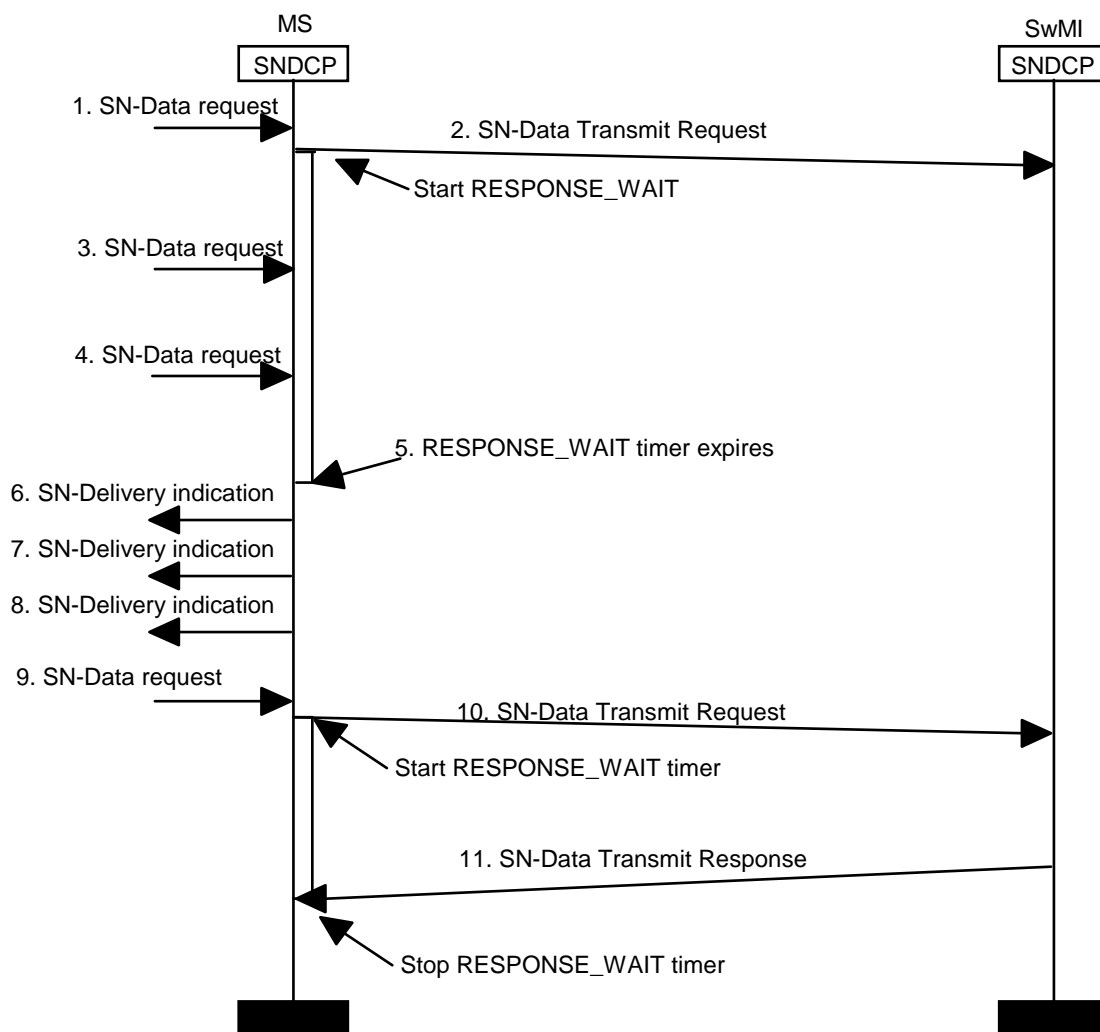 MS
SwMI
SNDCP
SNDCP
1. SN-Data request
2. SN-Data Transmit Request
Start RESPONSE_WAIT
3. SN-Data request
4. SN-Data request
5. RESPONSE_WAIT timer expires
6. SN-Delivery indication
7. SN-Delivery indication
8. SN-Delivery indication
9. SN-Data request
10. SN-Data Transmit Request
Start RESPONSE_WAIT timer
11. SN-Data Transmit Response
Stop RESPONSE_WAIT timer